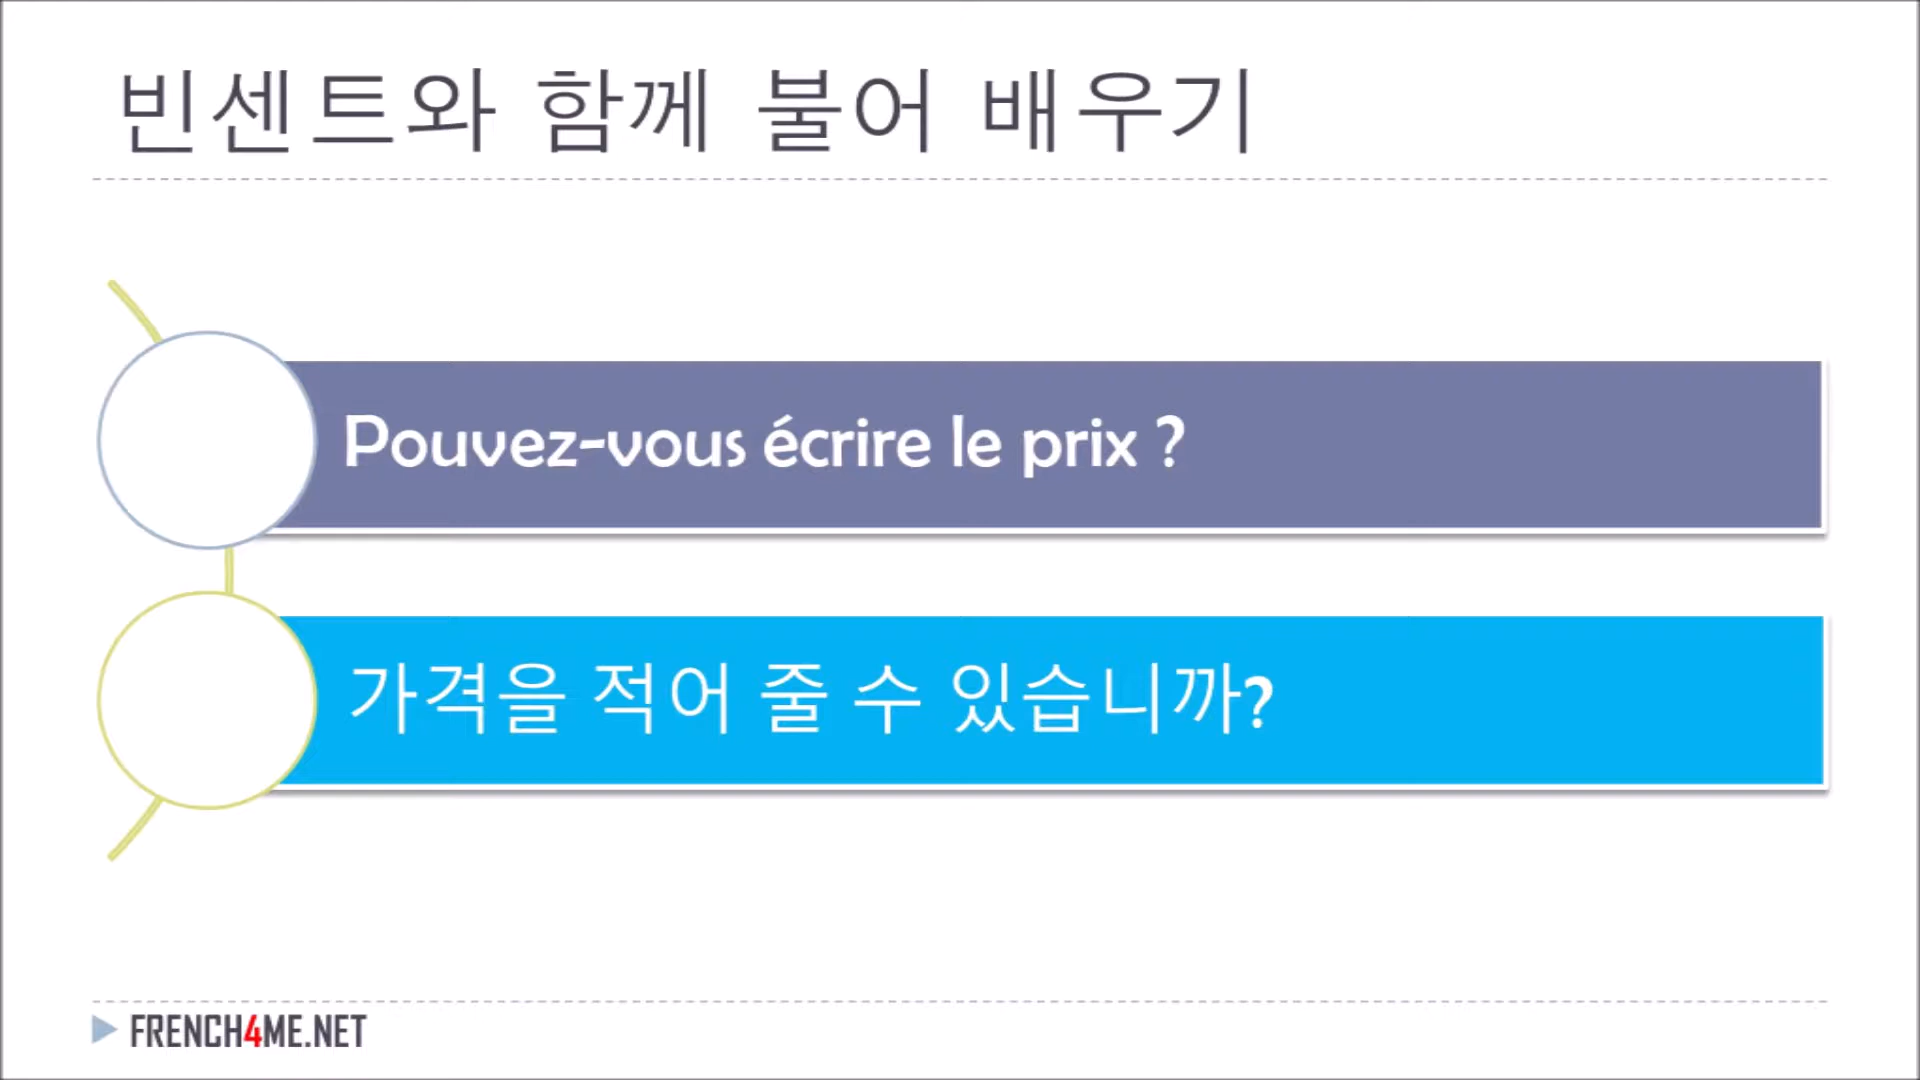 빈센트와 함께 불어 배우기
Pouvez-vous écrire le prix ?
가격을 적어 줄 수 있습니까?
FRENCH4ME.NET